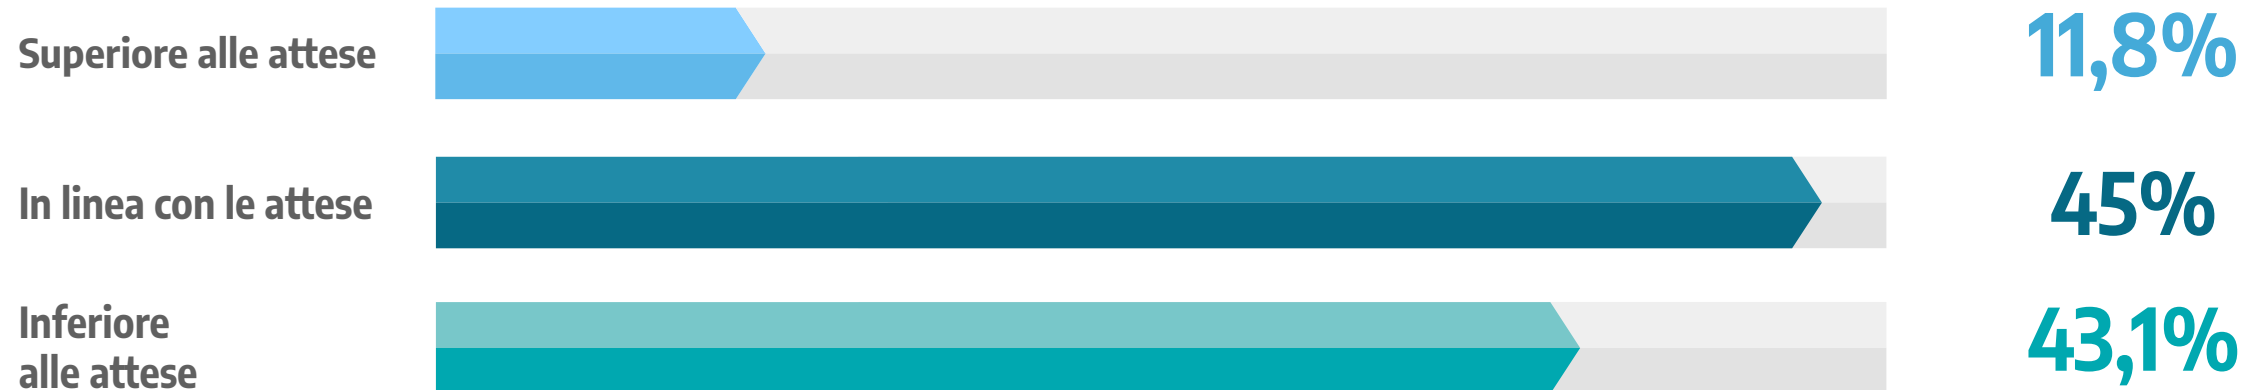 Superiore alle attese
11,8%
In linea con le attese
45%
Inferiore
alle attese
43,1%